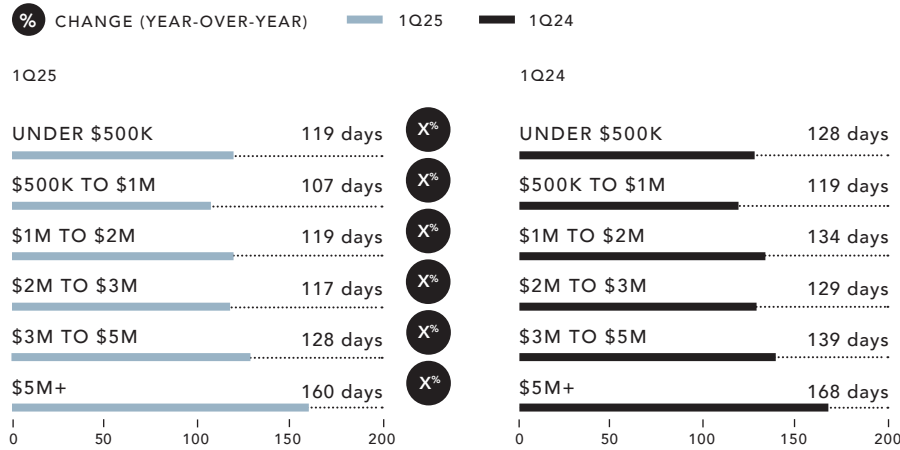 % CHANGE (YEAR-OVER-YEAR) 1Q25 1Q24
1Q25 1Q24
UNDER $500K 119 days X% UNDER $500K 128 days
$500K TO $1M 107 days X% $500K TO $1M 119 days
$1M TO $2M 119 days X% $1M TO $2M 134 days
$2M TO $3M 117 days X% $2M TO $3M 129 days
$3M TO $5M 128 days X% $3M TO $5M 139 days
$5M+ 160 days X% $5M+ 168 days
0 50 100 150 200 0 50 100 150 200